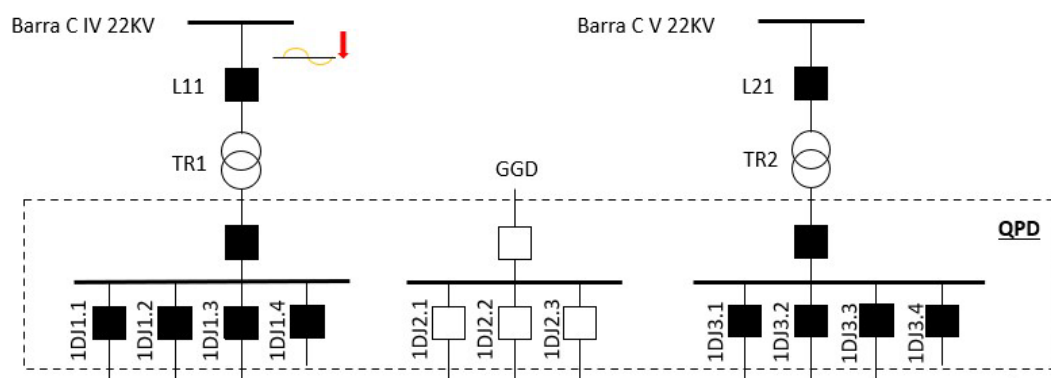 Barra C IV 22KV
Barra C V 22KV
L11
L21
TR1
TR2
GGD
QPD
1DJ1.1
1DJ1.2
1DJ1.3
1DJ1.4
1DJ2.1
1DJ2.2
1DJ2.3
1DJ3.1
1DJ3.2
1DJ3.3
1DJ3.4